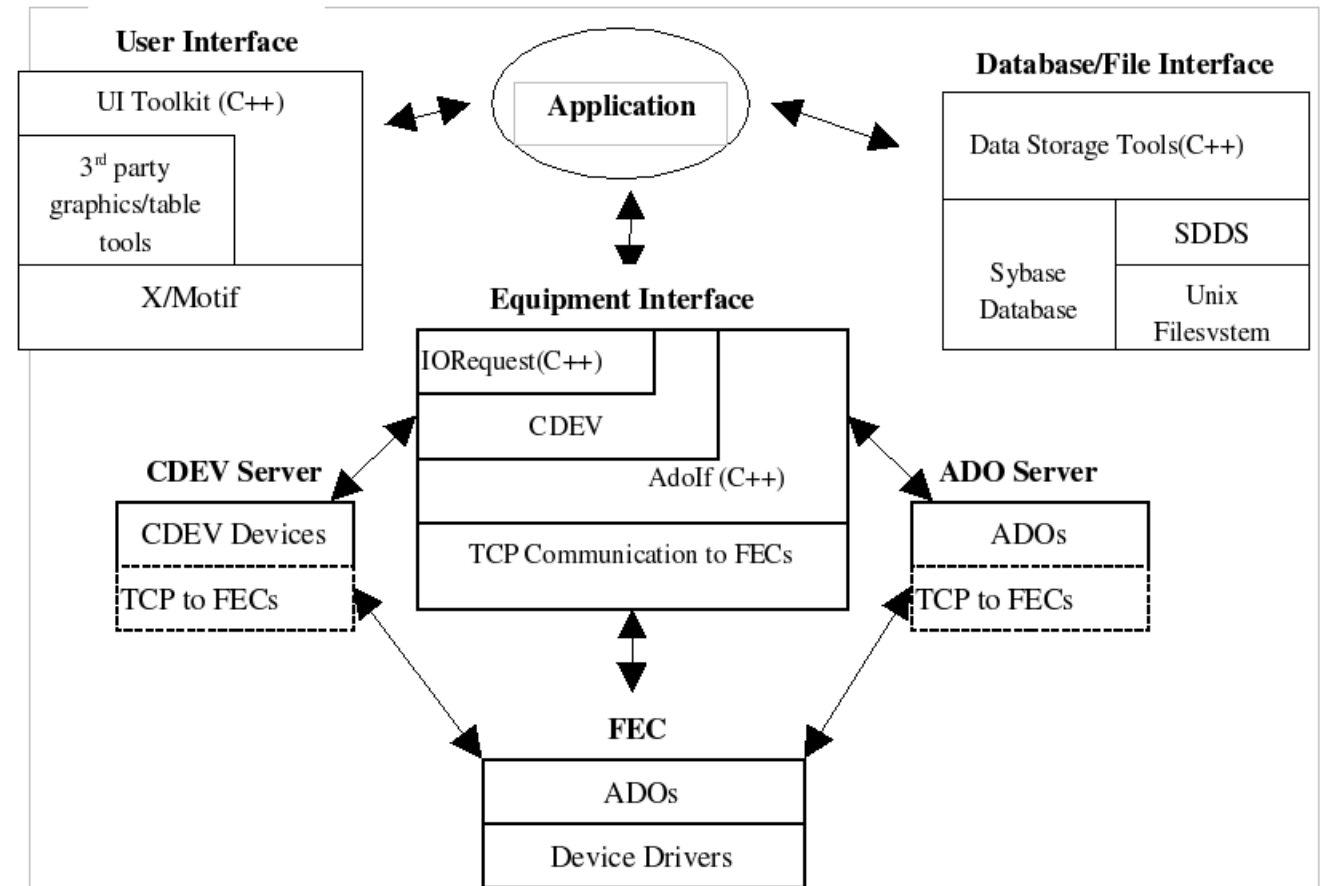 User Interface
UI Toolkit (C++)
3rd party
graphics/table
tools
X/Motif
Application
Database/File Interface
Data Storage Tools(C++)
Sybase
Database
SDDS
Unix
Filesystem
Equipment Interface
IORequest(C++)
CDEV
AdoIf (C++)
TCP Communication to FECs
CDEV Server
CDEV Devices
TCP to FECs
ADO Server
ADOs
TCP to FECs
FEC
ADOs
Device Drivers